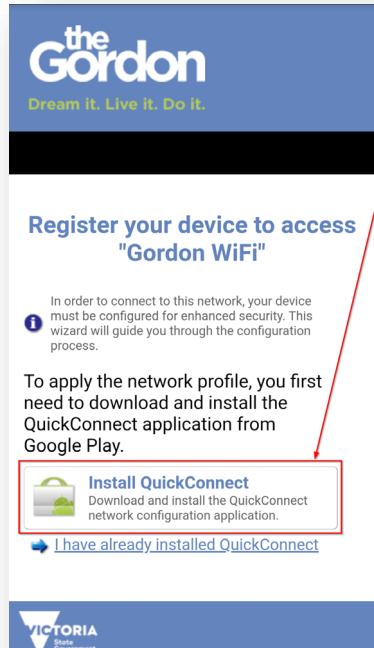 the
Gordon
Dream it. Live it. Do it.
Register your device to access
"Gordon WiFi"
In order to connect to this network, your device
must be configured for enhanced security. This
wizard will guide you through the configuration
process.
To apply the network profile, you first
need to download and install the
QuickConnect application from
Google Play.
Install QuickConnect
Download and install the QuickConnect
network configuration application.
I have already installed QuickConnect
VICTORIA
State
Government